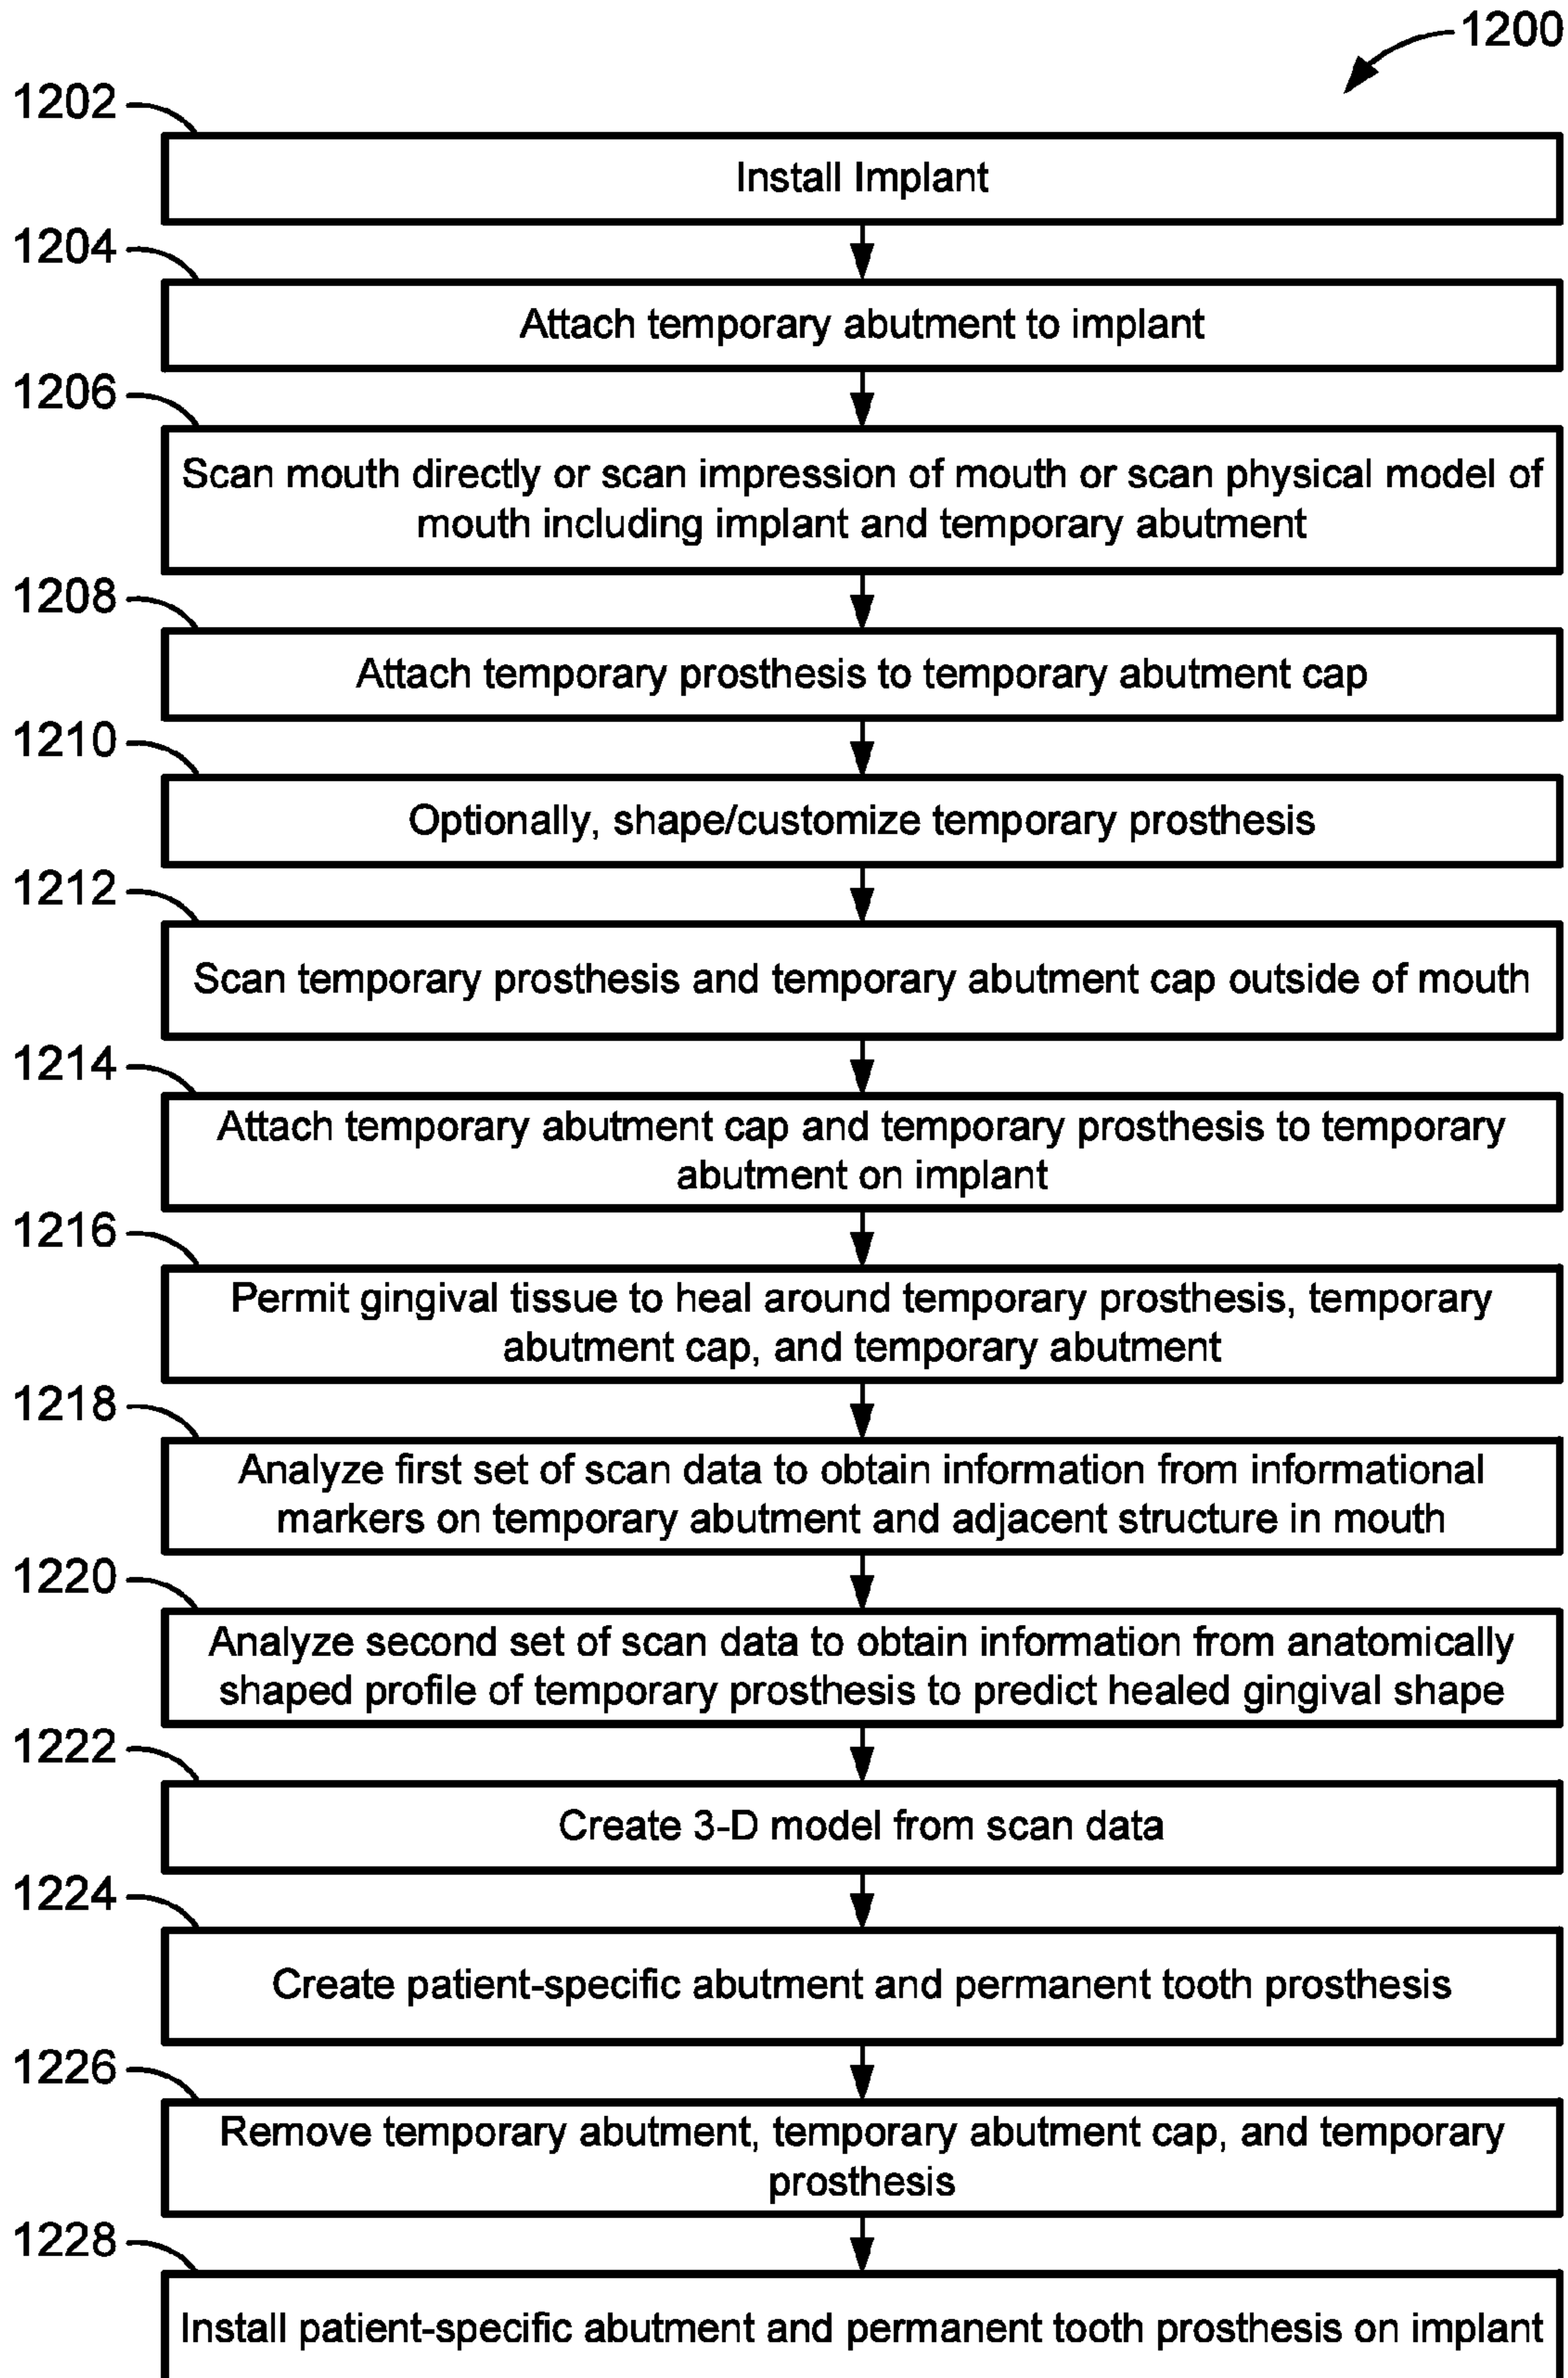 1200
1202
Install Implant
1204
Attach temporary abutment to implant
1206
Scan mouth directly or scan impression of mouth or scan physical model of
mouth including implant and temporary abutment
1208
Attach temporary prosthesis to temporary abutment cap
1210
Optionally, shape/customize temporary prosthesis
1212
Scan temporary prosthesis and temporary abutment cap outside of mouth
1214
Attach temporary abutment cap and temporary prosthesis to temporary
abutment on implant
1216
Permit gingival tissue to heal around temporary prosthesis, temporary
abutment cap, and temporary abutment
1218
Analyze first set of scan data to obtain information from informational
markers on temporary abutment and adjacent structure in mouth
1220
Analyze second set of scan data to obtain information from anatomically
shaped profile of temporary prosthesis to predict healed gingival shape
1222
Create 3-D model from scan data
1224
Create patient-specific abutment and permanent tooth prosthesis
1226
Remove temporary abutment, temporary abutment cap, and temporary
prosthesis
1228
Install patient-specific abutment and permanent tooth prosthesis on implant